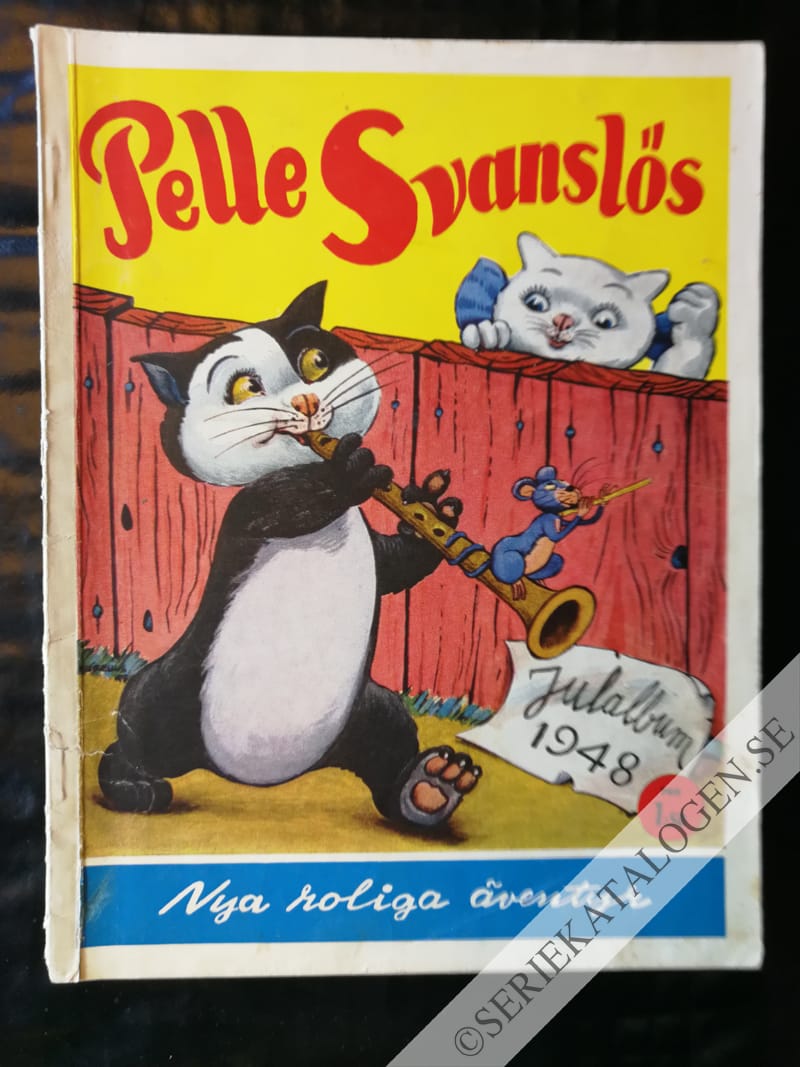 Pelle Svanslös
Julalbum
1948
Nya roliga äventyr
©SERIEKATALOGEN.SE